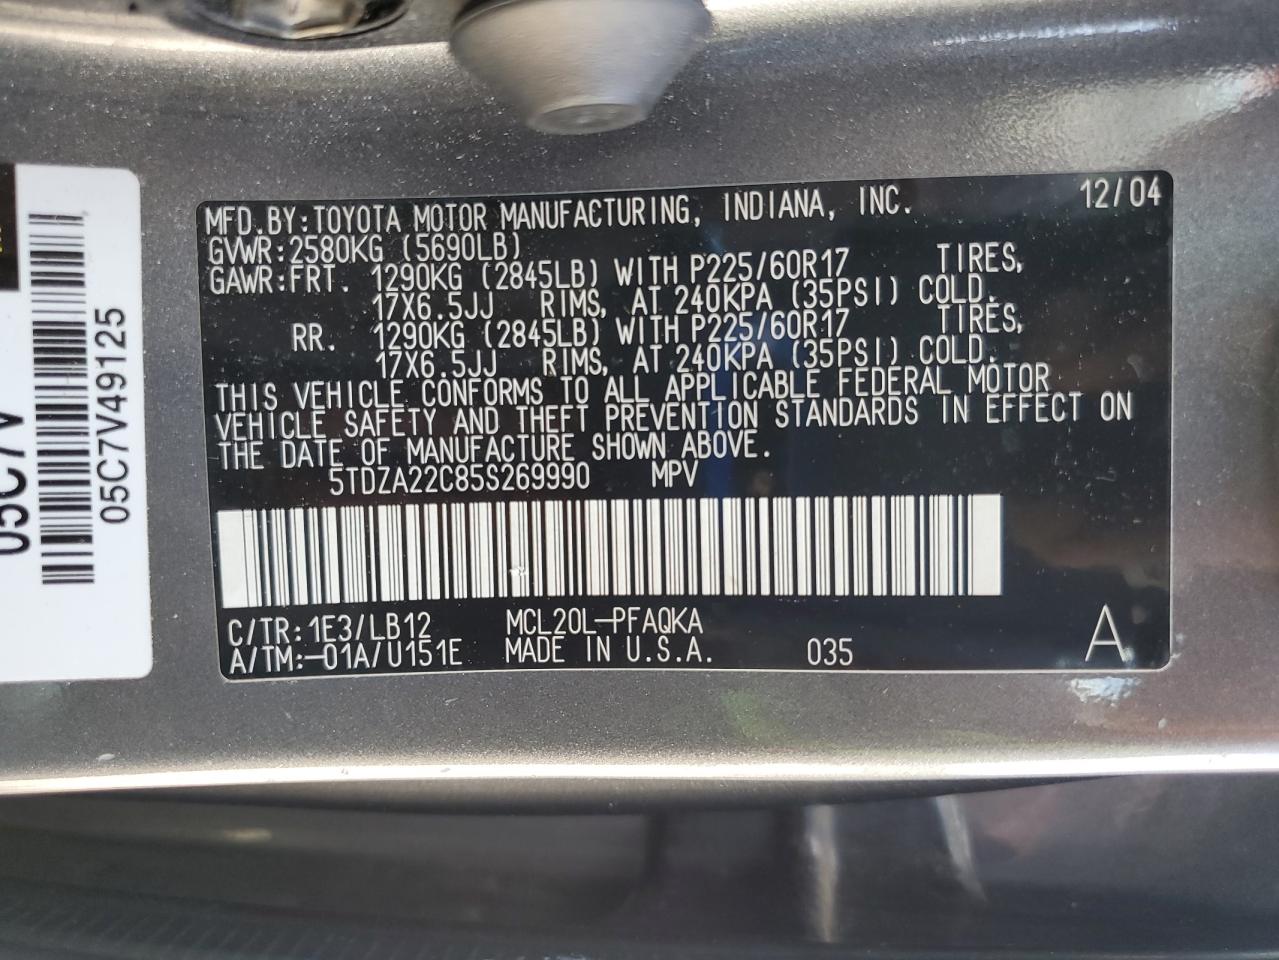 MFD.BY:TOYOTA MOTOR MANUFACTURING, INDIANA, INC. 12/04
GVWR:2580KG (5690LB)
GAWR:FRT. 1290KG (2845LB) WITH P225/60R17 TIRES,
17X6.5JJ RIMS, AT 240KPA (35PSI) COLD.
RR. 1290KG (2845LB) WITH P225/60R17 TIRES,
17X6.5JJ RIMS, AT 240KPA (35PSI) COLD.
THIS VEHICLE CONFORMS TO ALL APPLICABLE FEDERAL MOTOR
VEHICLE SAFETY AND THEFT PREVENTION STANDARDS IN EFFECT ON
THE DATE OF MANUFACTURE SHOWN ABOVE.
5TDZA22C85S269990 MPV
C/TR:1E3/LB12 MCL20L-PFAQKA
A/TM:-01A/U151E MADE IN U.S.A. 035 A
05C7V49125
05C7V